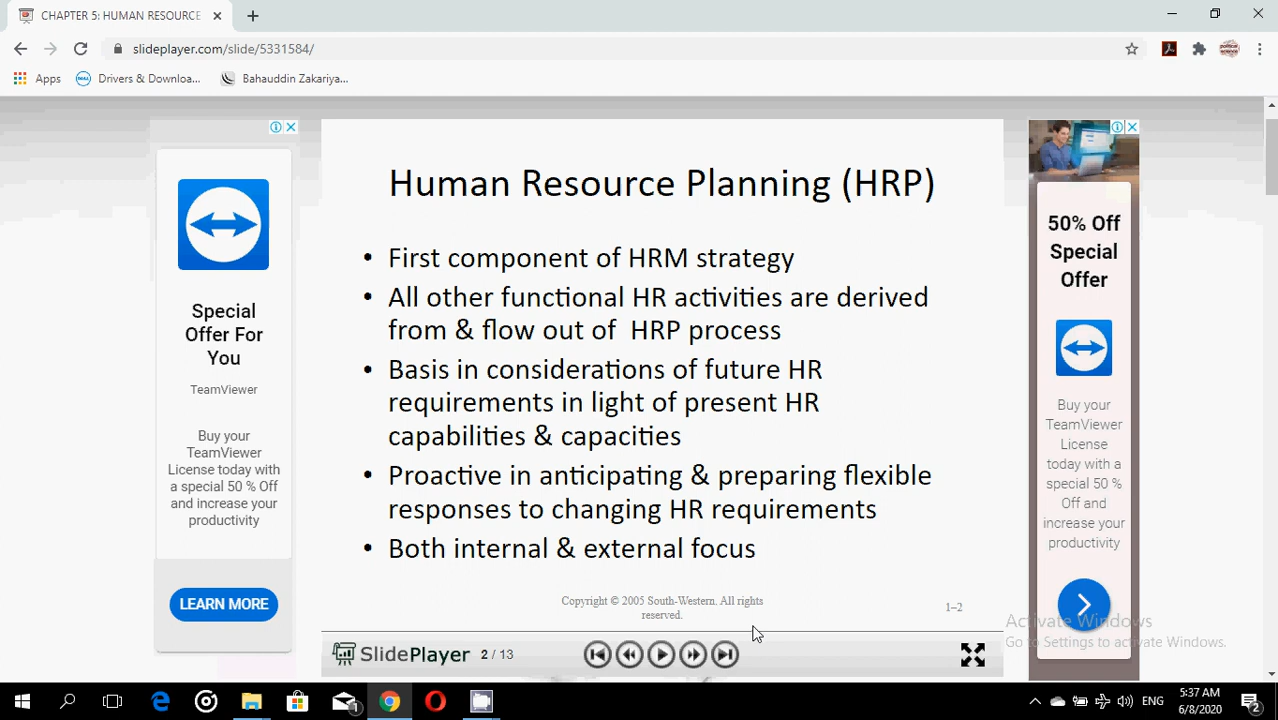 CHAPTER 5: HUMAN RESOURCE
slideplayer.com/slide/5331584/
Apps
Drivers & Downloa...
Bahauddin Zakariya...
Special
Offer For
You
TeamViewer
Buy your
TeamViewer
License today with
a special 50 % Off
and increase your
productivity
LEARN MORE
Human Resource Planning (HRP)
• First component of HRM strategy
• All other functional HR activities are derived
from & flow out of HRP process
• Basis in considerations of future HR
requirements in light of present HR
capabilities & capacities
• Proactive in anticipating & preparing flexible
responses to changing HR requirements
• Both internal & external focus
Copyright © 2005 South-Western. All rights
reserved.
1–2
SlidePlayer 2 / 13
50% Off
Special
Offer
Buy your
TeamViewer
License
today with
a special 50
% Off and
increase your
productivity
Activate Windows
Go to Settings to activate Windows.
ENG
5:37 AM
6/8/2020